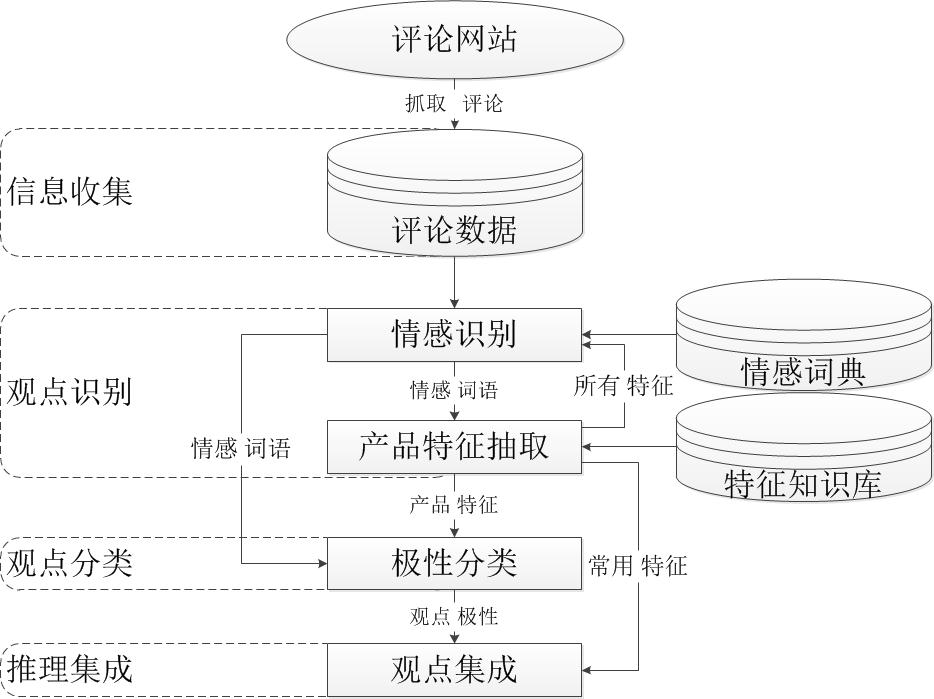 评论网站
抓取 评论
信息收集
评论数据
情感识别
情感词典
观点识别
情感 词语
所有 特征
情感 词语
产品特征抽取
特征知识库
产品 特征
观点分类
极性分类
常用 特征
观点 极性
推理集成
观点集成